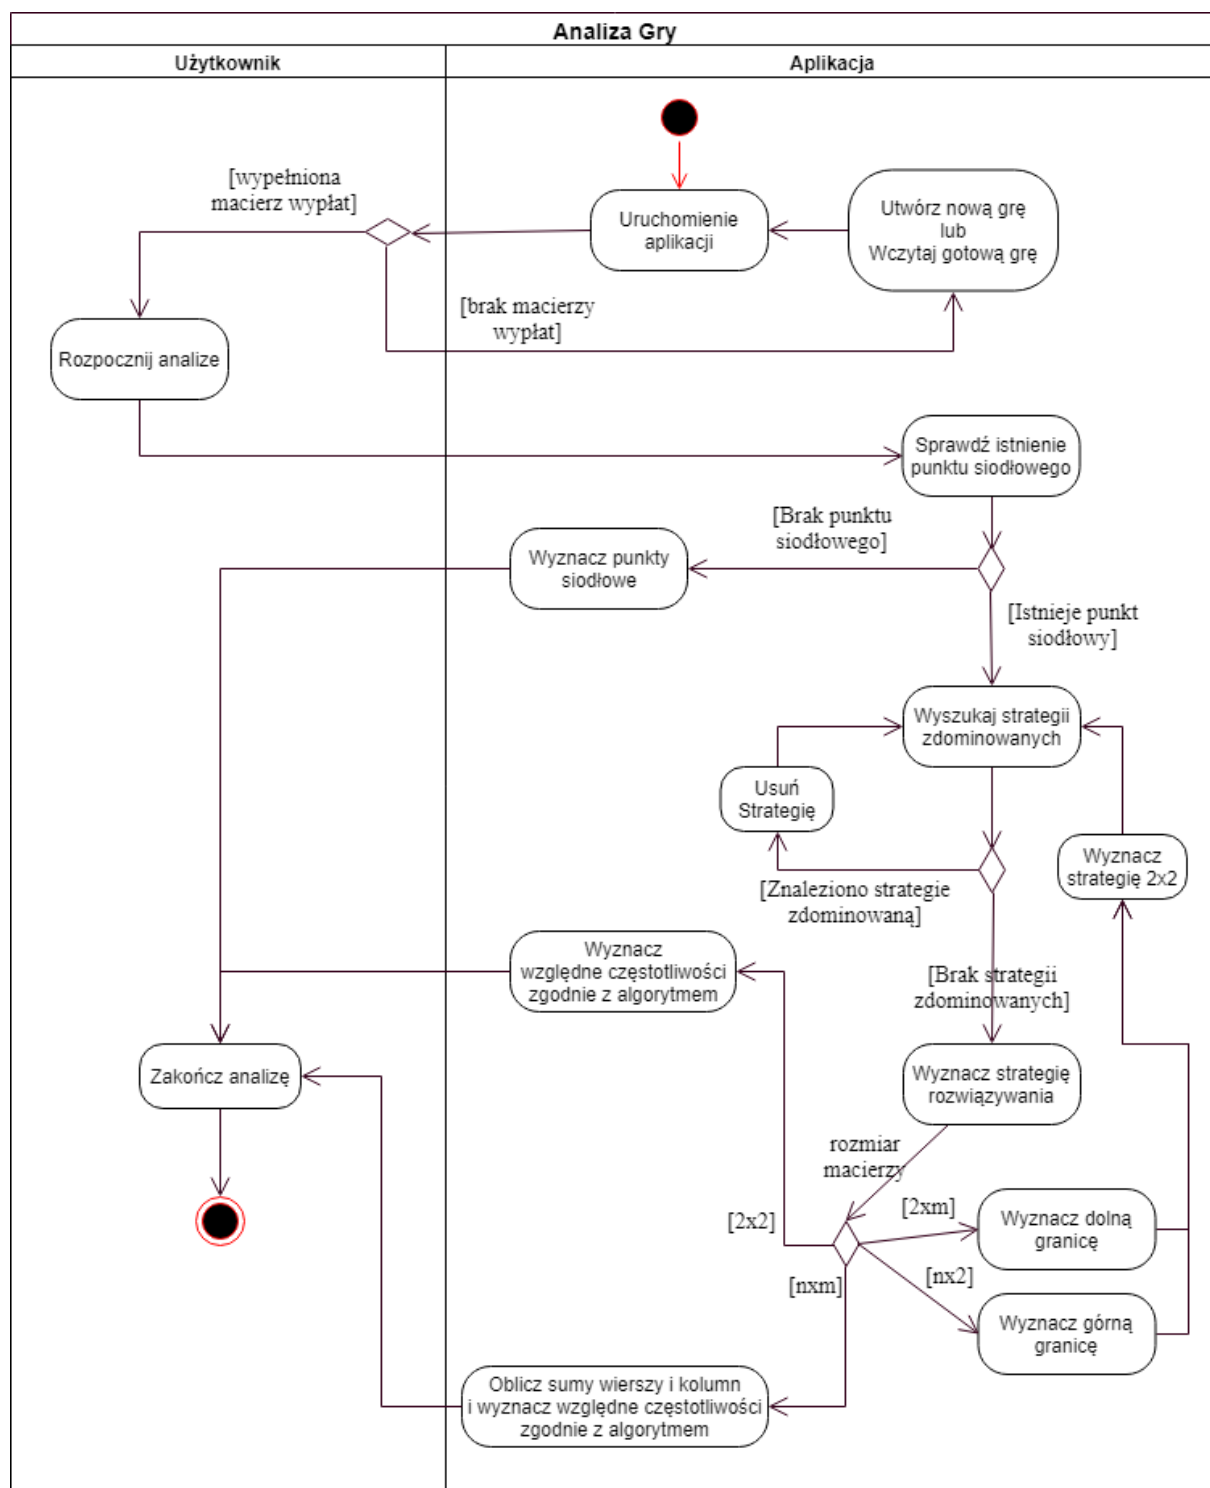 Analiza Gry
Użytkownik
Aplikacja
[wypełniona
macierz wypłat]
Uruchomienie
aplikacji
Utwórz nową grę
lub
Wczytaj gotową grę
[brak macierzy
wypłat]
Rozpocznij analize
Sprawdź istnienie
punktu siodłowego
[Brak punktu
siodłowego]
Wyznacz punkty
siodłowe
[Istnieje punkt
siodłowy]
Wyszukaj strategii
zdominowanych
Usuń
Strategię
Wyznacz
strategię 2x2
[Znaleziono strategie
zdominowaną]
Wyznacz
względne częstotliwości
zgodnie z algorytmem
[Brak strategii
zdominowanych]
Zakończ analizę
Wyznacz strategię
rozwiązywania
rozmiar
macierzy
[2x2]
[2xm]
Wyznacz dolną
granicę
[nxm]
[nx2]
Wyznacz górną
granicę
Oblicz sumy wierszy i kolumn
i wyznacz względne częstotliwości
zgodnie z algorytmem